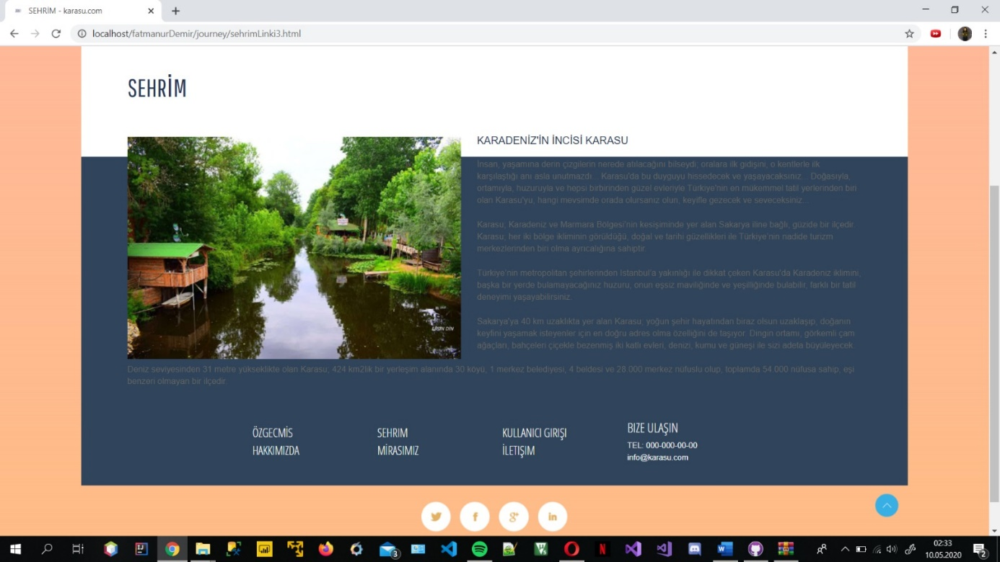 SEHRİM - karasu.com
localhost/fatmanurDemir/journey/sehrimLinki3.html
SEHRİM
KARADENİZ'İN İNCİSİ KARASU
İnsan, yaşamına derin çizgilerin nerede atılacağını bilseydi; oralara ilk gidişini, o kentlerle ilk
karşılaştığı anı asla unutmazdı... Karasu'da bu duyguyu hissedecek ve yaşayacaksınız... Doğasıyla,
ortamıyla, huzuruyla ve hepsi birbirinden güzel evleriyle Türkiye'nin en mükemmel tatil yerlerinden biri
olan Karasu'yu, hangi mevsimde orada olursanız olun, keyifle gezecek ve seveceksiniz...
Karasu; Karadeniz ve Marmara Bölgesi'nin kesişiminde yer alan Sakarya iline bağlı, güzide bir ilçedir.
Karasu, her iki bölge ikliminin görüldüğü, doğal ve tarihi güzellikleri ile Türkiye'nin nadide turizm
merkezlerinden biri olma ayrıcalığına sahiptir.
Türkiye'nin metropolitan şehirlerinden İstanbul'a yakınlığı ile dikkat çeken Karasu'da Karadeniz iklimini,
başka bir yerde bulamayacağınız huzuru, onun eşsiz maviliğinde ve yeşilliğinde bulabilir, farklı bir tatil
deneyimi yaşayabilirsiniz.
Sakarya'ya 40 km uzaklıkta yer alan Karasu; yoğun şehir hayatından biraz olsun uzaklaşıp, doğanın
keyfini yaşamak isteyenler için en doğru adres olma özelliğini de taşıyor. Dingin ortamı, görkemli çam
ağaçları, bahçeleri çiçekle bezenmiş iki katlı evleri, denizi, kumu ve güneşi ile sizi adeta büyüleyecek.
ERSİN DİN
Deniz seviyesinden 31 metre yükseklikte olan Karasu; 424 km2lik bir yerleşim alanında 30 köyü, 1 merkez belediyesi, 4 beldesi ve 28.000 merkez nüfuslu olup, toplamda 54.000 nüfusa sahip, eşi
benzeri olmayan bir ilçedir.
ÖZGECMİS
HAKKIMIZDA
SEHRIM
MİRASIMIZ
KULLANICI GIRIŞI
İLETIŞIM
BIZE ULAŞIN
TEL: 000-000-00-00
info@karasu.com
02:33
10.05.2020